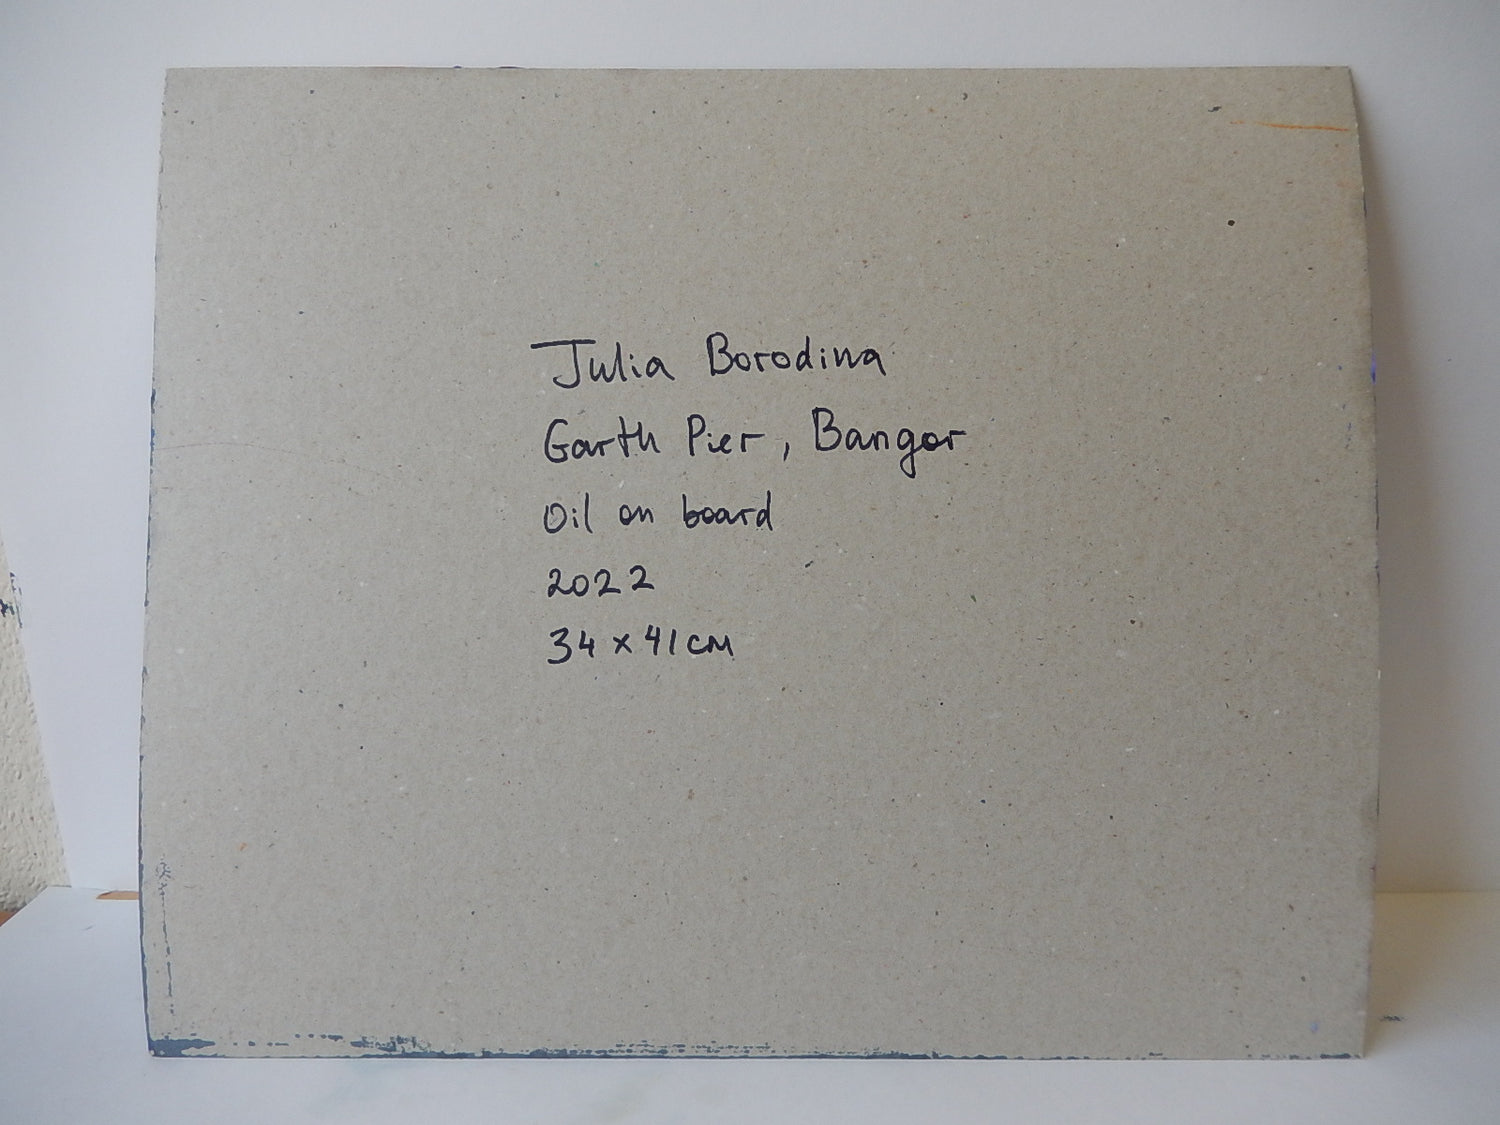 Julia Borodina
Garth Pier, Bangor
Oil on board
2022
34 x 41 cm